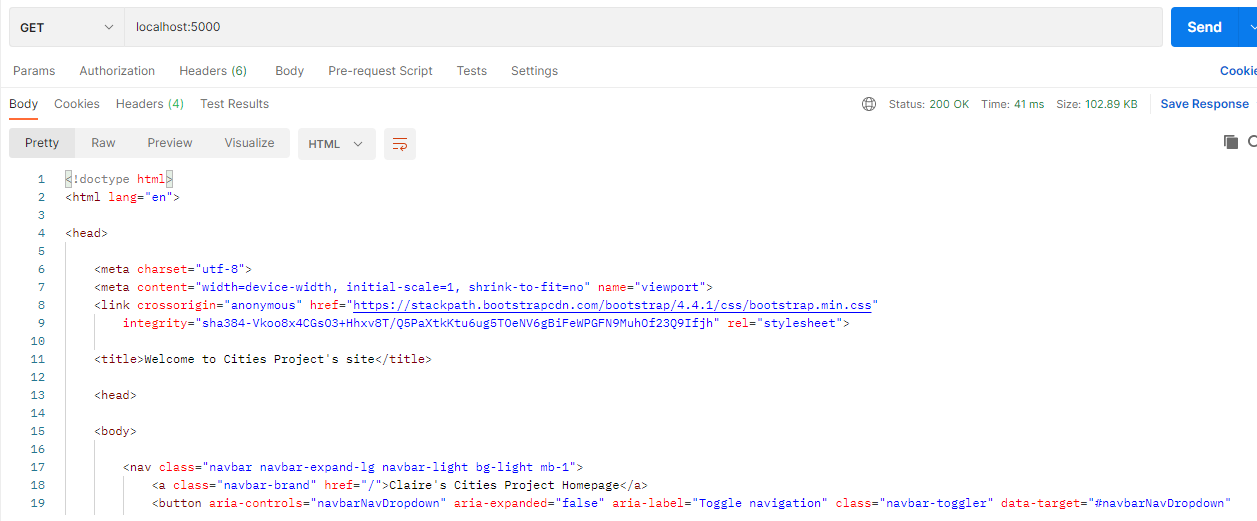 GET localhost:5000 Send
Params Authorization Headers (6) Body Pre-request Script Tests Settings Cookie
Body Cookies Headers (4) Test Results Status: 200 OK Time: 41 ms Size: 102.89 KB Save Response
Pretty Raw Preview Visualize HTML
1 <!doctype html>
2 <html lang="en">
3
4 <head>
5
6 <meta charset="utf-8">
7 <meta content="width=device-width, initial-scale=1, shrink-to-fit=no" name="viewport">
8 <link crossorigin="anonymous" href="https://stackpath.bootstrapcdn.com/bootstrap/4.4.1/css/bootstrap.min.css"
9 integrity="sha384-Vkoo8x4CGsO3+Hhxv8T/Q5PaXtkKtu6ug5TOeNV6gBiFeWPGFN9MuhOf23Q9Ifjh" rel="stylesheet">
10
11 <title>Welcome to Cities Project's site</title>
12
13 <head>
14
15 <body>
16
17 <nav class="navbar navbar-expand-lg navbar-light bg-light mb-1">
18 <a class="navbar-brand" href="/">Claire's Cities Project Homepage</a>
19 <button aria-controls="navbarNavDropdown" aria-expanded="false" aria-label="Toggle navigation" class="navbar-toggler" data-target="#navbarNavDropdown"